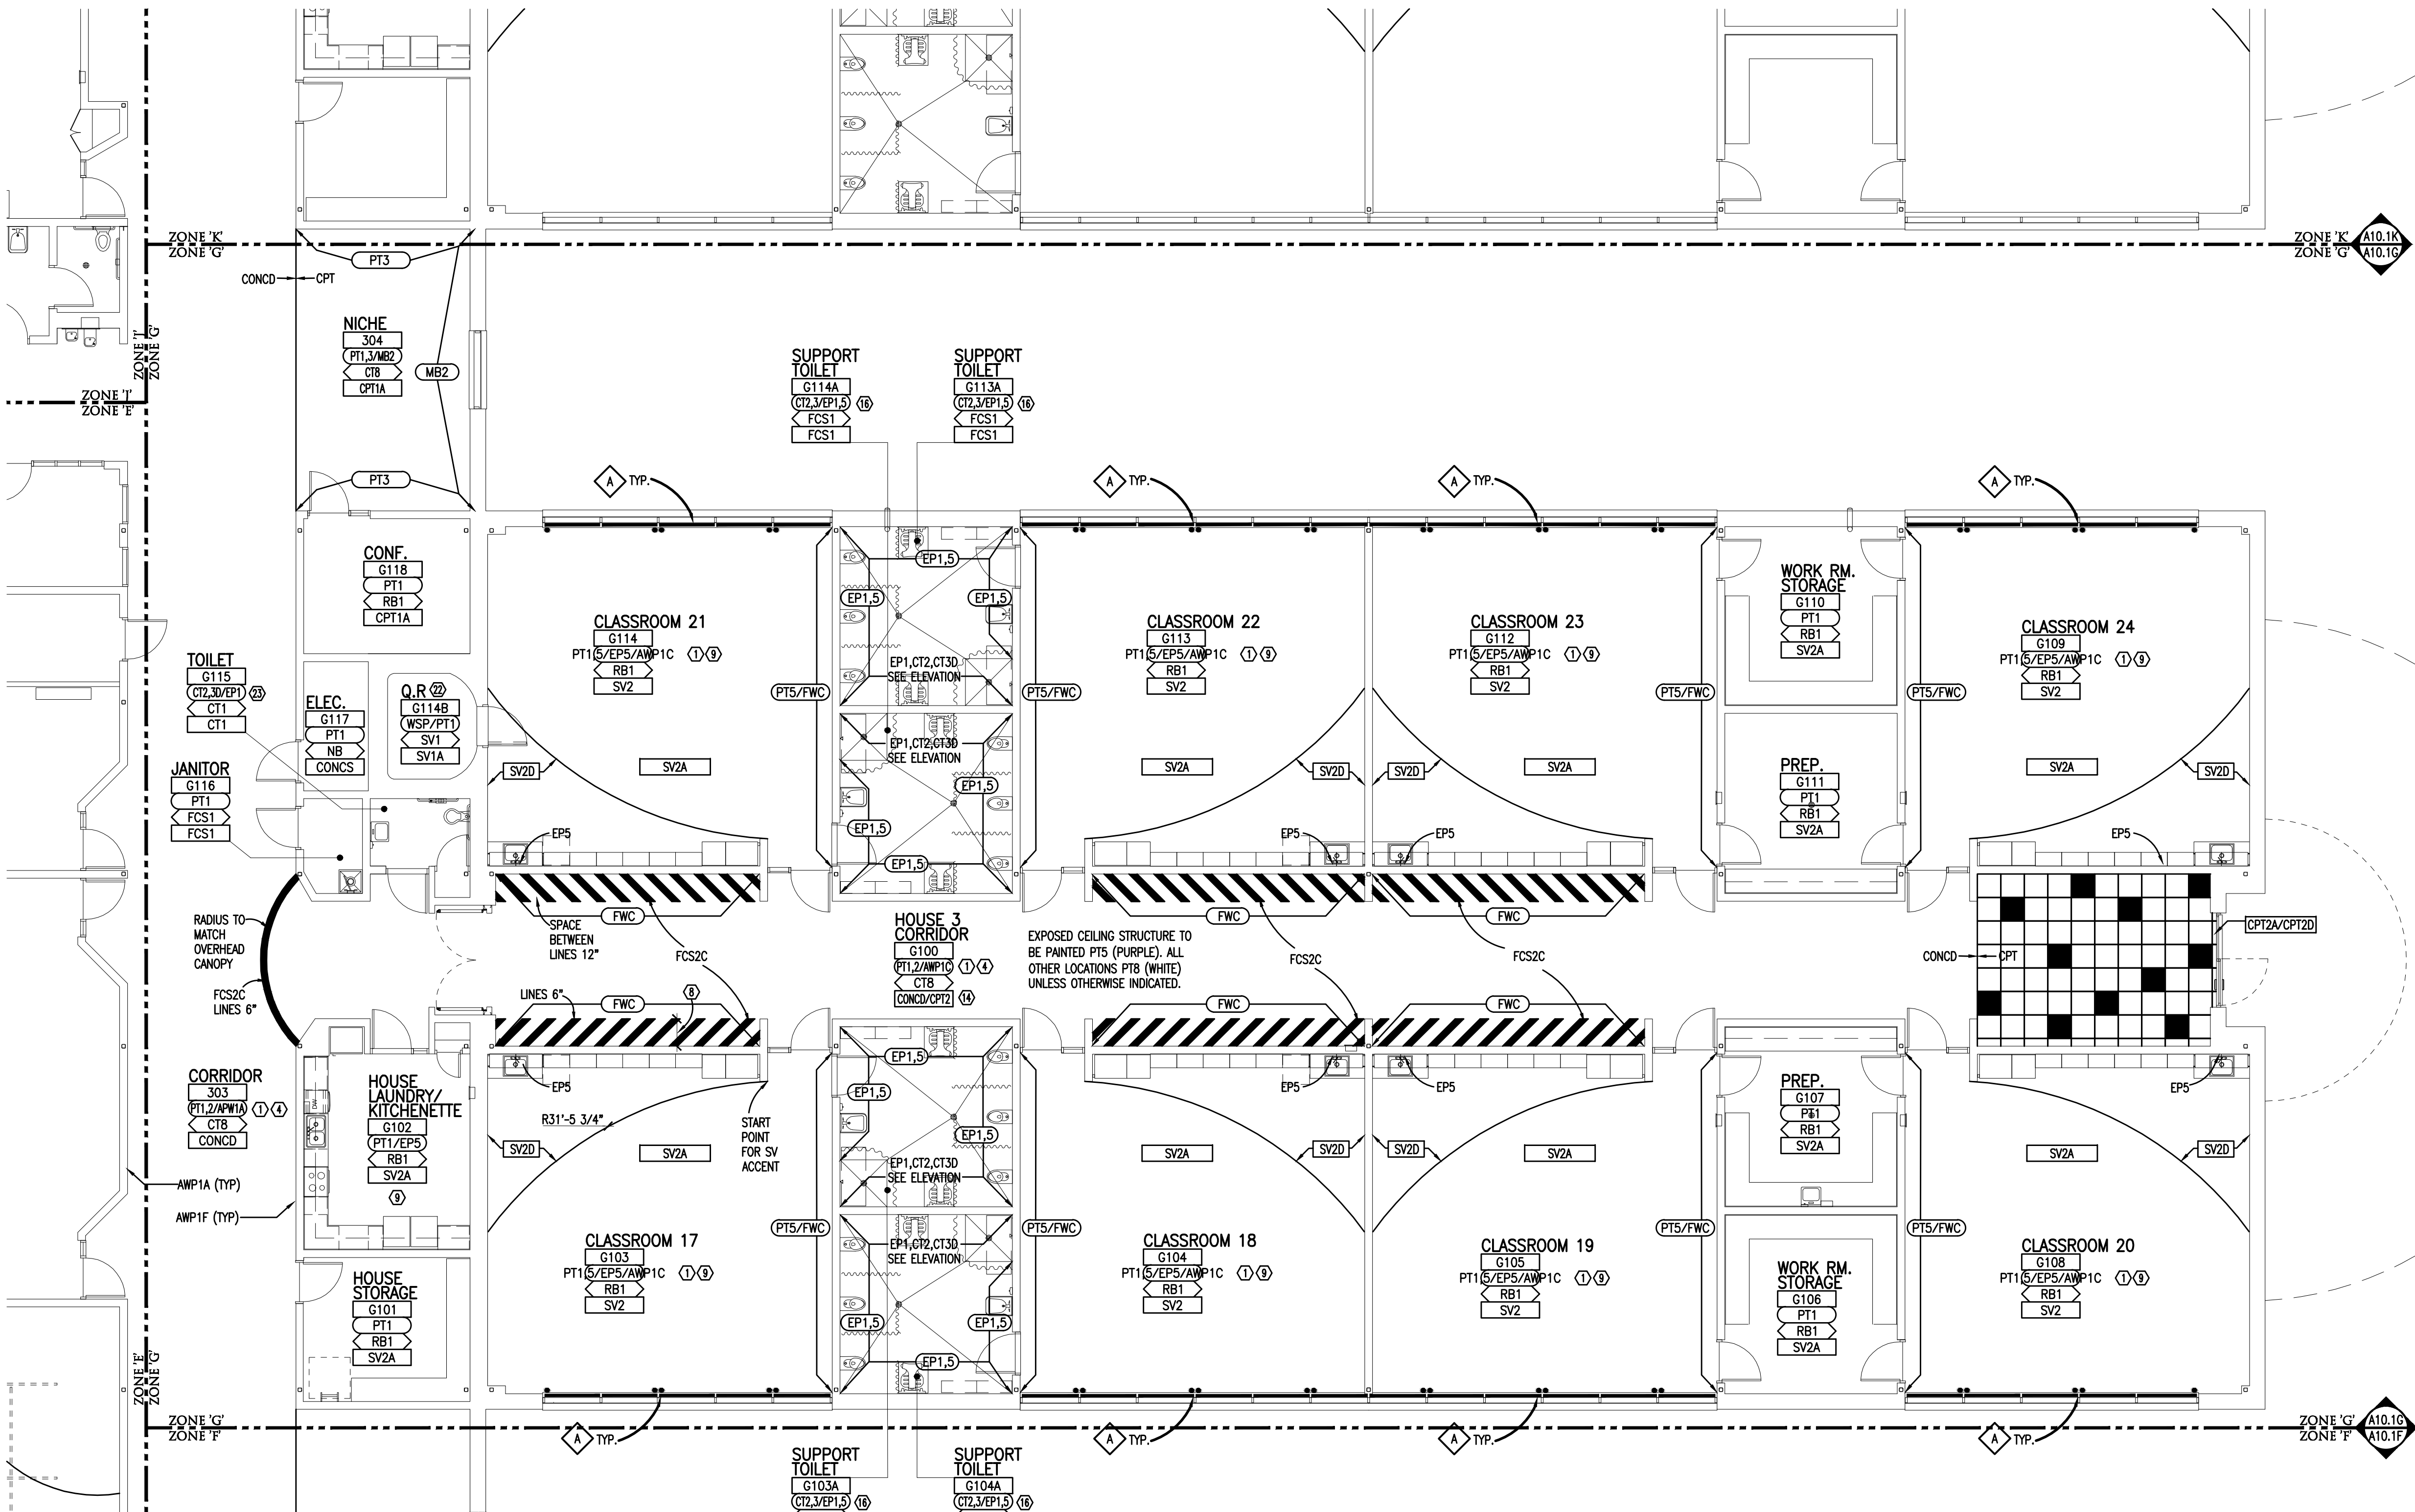 ZONE 'K'
ZONE 'G'
ZONE 'K'
ZONE 'G'
A10.1K
A10.1G
PT3
CONCD
CPT
NICHE
304
PT1,3/MB2
CT8
CPT1A
MB2
ZONE 'J'
ZONE 'G'
ZONE 'J'
ZONE 'E'
SUPPORT
TOILET
G114A
CT2,3/EP1,5
16
FCS1
FCS1
SUPPORT
TOILET
G113A
CT2,3/EP1,5
16
FCS1
FCS1
PT3
A TYP.
A TYP.
A TYP.
A TYP.
CONF.
G118
PT1
RB1
CPT1A
CLASSROOM 21
G114
PT1,5/EP5/AWP1C 1 9
RB1
SV2
EP1,5
EP1,5
EP1,5
CLASSROOM 22
G113
PT1,5/EP5/AWP1C 1 9
RB1
SV2
CLASSROOM 23
G112
PT1,5/EP5/AWP1C 1 9
RB1
SV2
WORK RM.
STORAGE
G110
PT1
RB1
SV2A
CLASSROOM 24
G109
PT1,5/EP5/AWP1C 1 9
RB1
SV2
TOILET
G115
CT2,3D/EP1 23
CT1
CT1
ELEC.
G117
PT1
NB
CONCS
Q.R 22
G114B
WSP/PT1
SV1
SV1A
EP1,CT2,CT3D
SEE ELEVATION
PT5/FWC
PT5/FWC
PT5/FWC
PT5/FWC
EP1,CT2,CT3D
SEE ELEVATION
JANITOR
G116
PT1
FCS1
FCS1
SV2D
SV2A
SV2A
SV2D
SV2D
SV2A
PREP.
G111
PT1
RB1
SV2A
SV2A
SV2D
EP1,5
EP1,5
EP1,5
EP5
EP5
EP5
EP5
RADIUS TO
MATCH
OVERHEAD
CANOPY
FCS2C
LINES 6"
FWC
SPACE
BETWEEN
LINES 12"
FCS2C
LINES 6"
FWC
8
HOUSE 3
CORRIDOR
G100
PT1,2/AWP1C 1 4
CT8
CONCD/CPT2 14
EXPOSED CEILING STRUCTURE TO
BE PAINTED PT5 (PURPLE). ALL
OTHER LOCATIONS PT8 (WHITE)
UNLESS OTHERWISE INDICATED.
FWC
FCS2C
FWC
FWC
FCS2C
FWC
CONCD
CPT
CPT2A/CPT2D
CORRIDOR
303
PT1,2/APW1A 1 4
CT8
CONCD
HOUSE
LAUNDRY/
KITCHENETTE
G102
PT1/EP5
RB1
SV2A
9
DW
EP5
R31'-5 3/4"
START
POINT
FOR SV
ACCENT
SV2D
SV2A
EP1,5
EP1,5
EP1,5
EP1,CT2,CT3D
SEE ELEVATION
EP5
EP5
EP5
SV2A
SV2D
SV2D
SV2A
PREP.
G107
PT1
RB1
SV2A
SV2A
SV2D
AWP1A (TYP)
AWP1F (TYP)
PT5/FWC
PT5/FWC
PT5/FWC
PT5/FWC
EP1,CT2,CT3D
SEE ELEVATION
CLASSROOM 17
G103
PT1,5/EP5/AWP1C 1 9
RB1
SV2
CLASSROOM 18
G104
PT1,5/EP5/AWP1C 1 9
RB1
SV2
CLASSROOM 19
G105
PT1,5/EP5/AWP1C 1 9
RB1
SV2
WORK RM.
STORAGE
G106
PT1
RB1
SV2A
CLASSROOM 20
G108
PT1,5/EP5/AWP1C 1 9
RB1
SV2
HOUSE
STORAGE
G101
PT1
RB1
SV2A
EP1,5
EP1,5
EP1,5
ZONE 'E'
ZONE 'G'
ZONE 'G'
ZONE 'F'
A TYP.
A TYP.
A TYP.
A TYP.
ZONE 'G'
ZONE 'F'
A10.1G
A10.1F
SUPPORT
TOILET
G103A
CT2,3/EP1,5 16
SUPPORT
TOILET
G104A
CT2,3/EP1,5 16